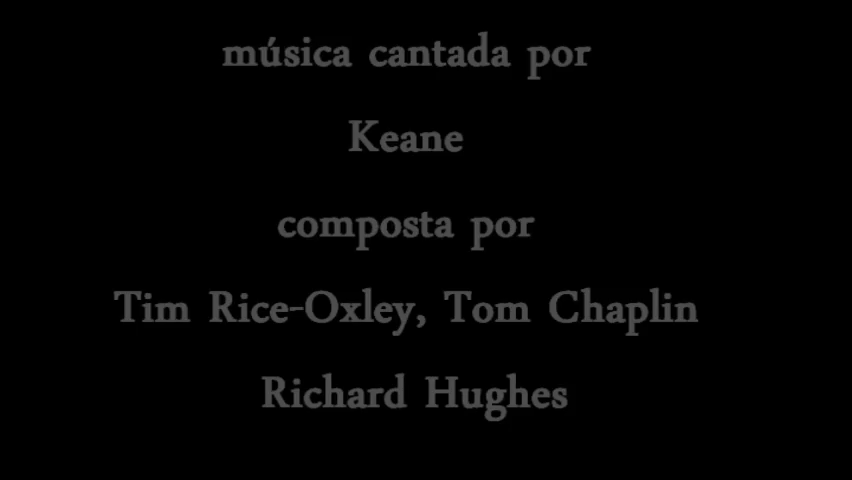 música cantada por
Keane
composta por
Tim Rice-Oxley, Tom Chaplin
Richard Hughes